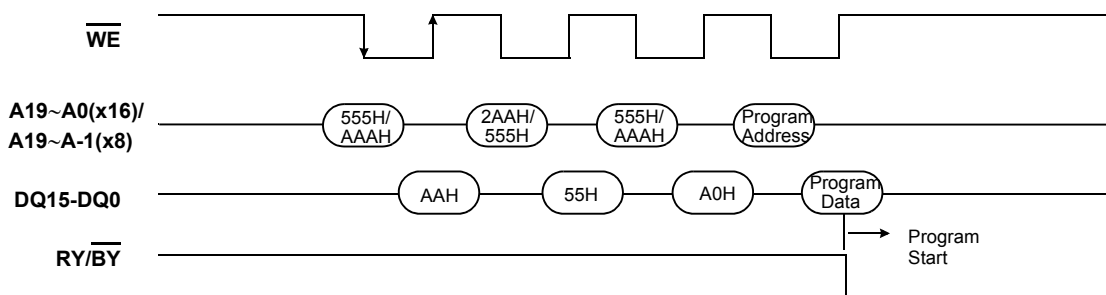 WE
A19~A0(x16)/
A19~A-1(x8)
555H/
AAAH
2AAH/
555H
555H/
AAAH
Program
Address
DQ15-DQ0
AAH
55H
A0H
Program
Data
RY/BY
Program
Start